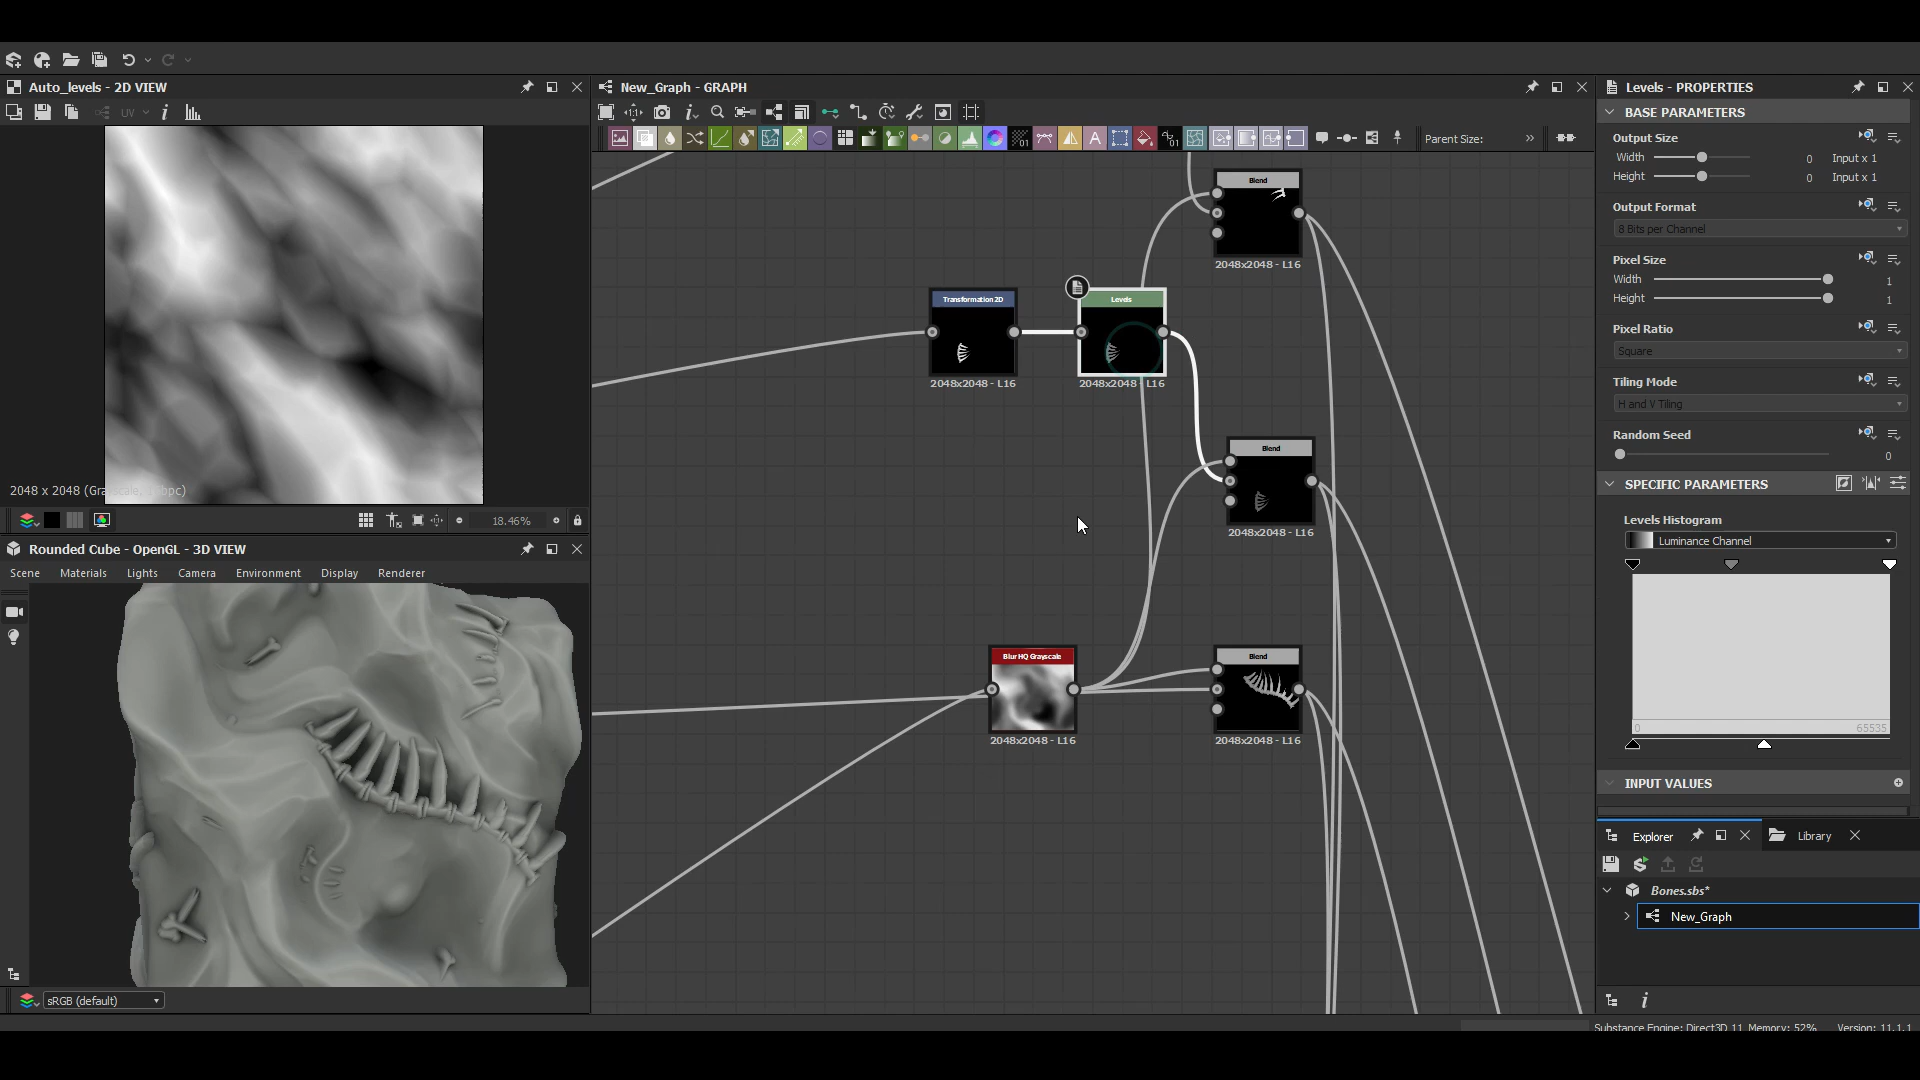 Auto_levels - 2D VIEW
UV
2048 x 2048 (Grayscale, 16bpc)
18.46%
Rounded Cube - OpenGL - 3D VIEW
Scene
Materials
Lights
Camera
Environment
Display
Renderer
sRGB (default)
New_Graph - GRAPH
Parent Size:
Blend
2048x2048 - L16
Transformation 2D
2048x2048 - L16
Levels
2048x2048 - L16
Blend
2048x2048 - L16
Blur HQ Grayscale
2048x2048 - L16
Blend
2048x2048 - L16
Levels - PROPERTIES
BASE PARAMETERS
Output Size
Width 0 Input x 1
Height 0 Input x 1
Output Format
8 Bits per Channel
Pixel Size
Width 1
Height 1
Pixel Ratio
Square
Tiling Mode
H and V Tiling
Random Seed
0
SPECIFIC PARAMETERS
Levels Histogram
Luminance Channel
0 65535
INPUT VALUES
Explorer
Library
Bones.sbs*
New_Graph
Substance Engine: Direct3D 11 Memory: 52% Version: 11.1.1